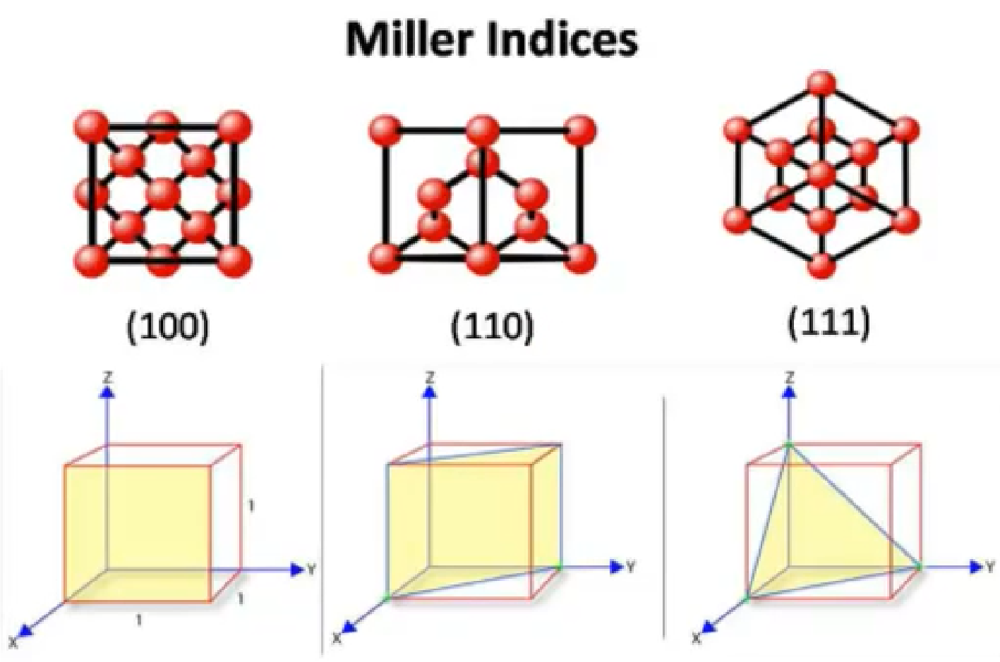 Miller Indices
(100)
(110)
(111)
Z
Y
X
1
1
1
Z
Y
X
Z
Y
X